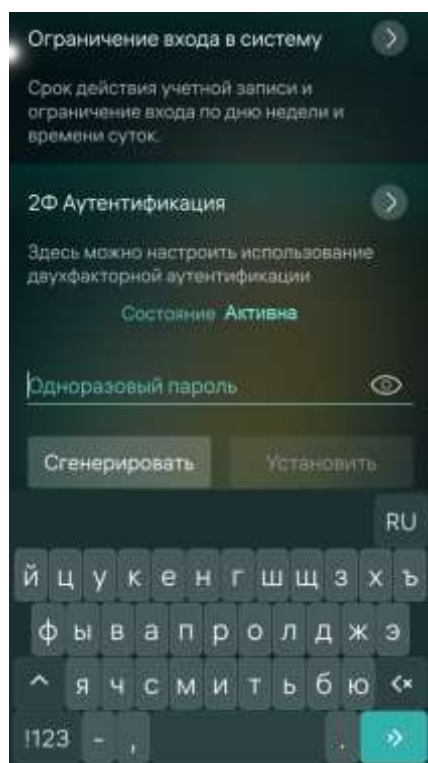 Ограничение входа в систему
Срок действия учетной записи и
ограничение входа по дню недели и
времени суток.
2Ф Аутентификация
Здесь можно настроить использование
двухфакторной аутентификации
Состояние Активна
Одноразовый пароль
Сгенерировать Установить
RU
й ц у к е н г ш щ з х ъ
ф ы в а п р о л д ж э
я ч с м и т ь б ю
!123 - , .